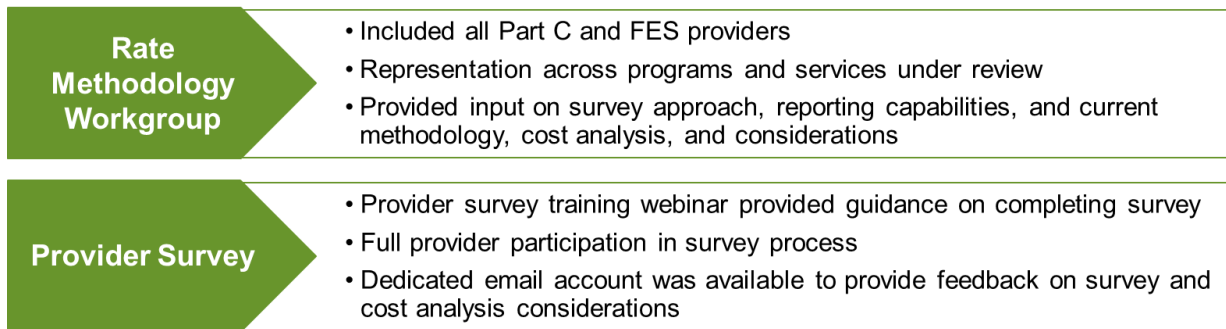 Rate
Methodology
Workgroup
• Included all Part C and FES providers
• Representation across programs and services under review
• Provided input on survey approach, reporting capabilities, and current
methodology, cost analysis, and considerations
Provider Survey
• Provider survey training webinar provided guidance on completing survey
• Full provider participation in survey process
• Dedicated email account was available to provide feedback on survey and
cost analysis considerations